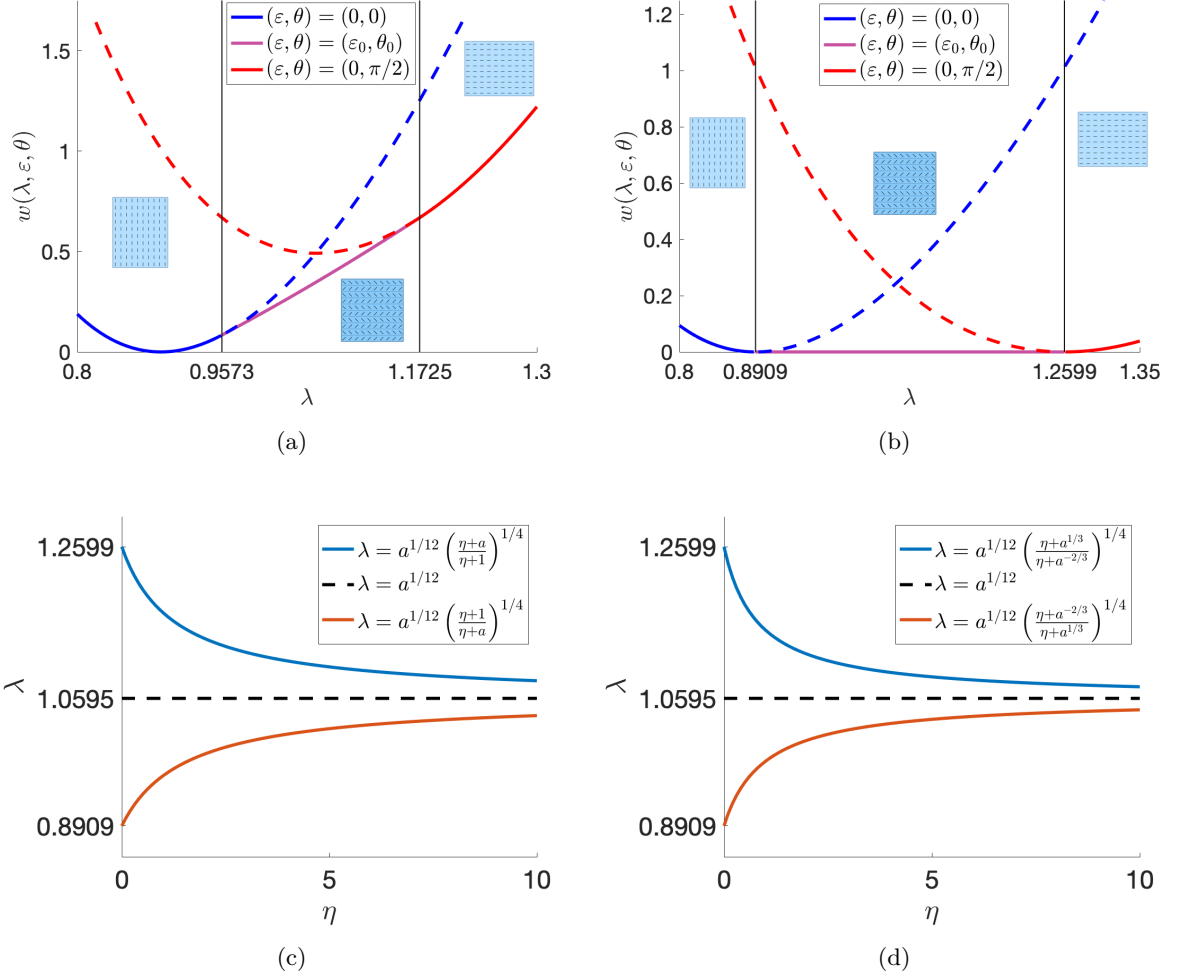 (ε, θ) = (0, 0)
(ε, θ) = (ε₀, θ₀)
(ε, θ) = (0, π/2)
w(λ, ε, θ)
1.5
1
0.5
0
0.8
0.9573
1.1725
1.3
λ
(a)
(ε, θ) = (0, 0)
(ε, θ) = (ε₀, θ₀)
(ε, θ) = (0, π/2)
w(λ, ε, θ)
1.2
1
0.8
0.6
0.4
0.2
0
0.8
0.8909
1.2599
1.35
λ
(b)
λ = a^{1/12} (\frac{η+a}{η+1})^{1/4}
λ = a^{1/12}
λ = a^{1/12} (\frac{η+1}{η+a})^{1/4}
λ
1.2599
1.0595
0.8909
0
5
10
η
(c)
λ = a^{1/12} (\frac{η+a^{1/3}}{η+a^{-2/3}})^{1/4}
λ = a^{1/12}
λ = a^{1/12} (\frac{η+a^{-2/3}}{η+a^{1/3}})^{1/4}
λ
1.2599
1.0595
0.8909
0
5
10
η
(d)